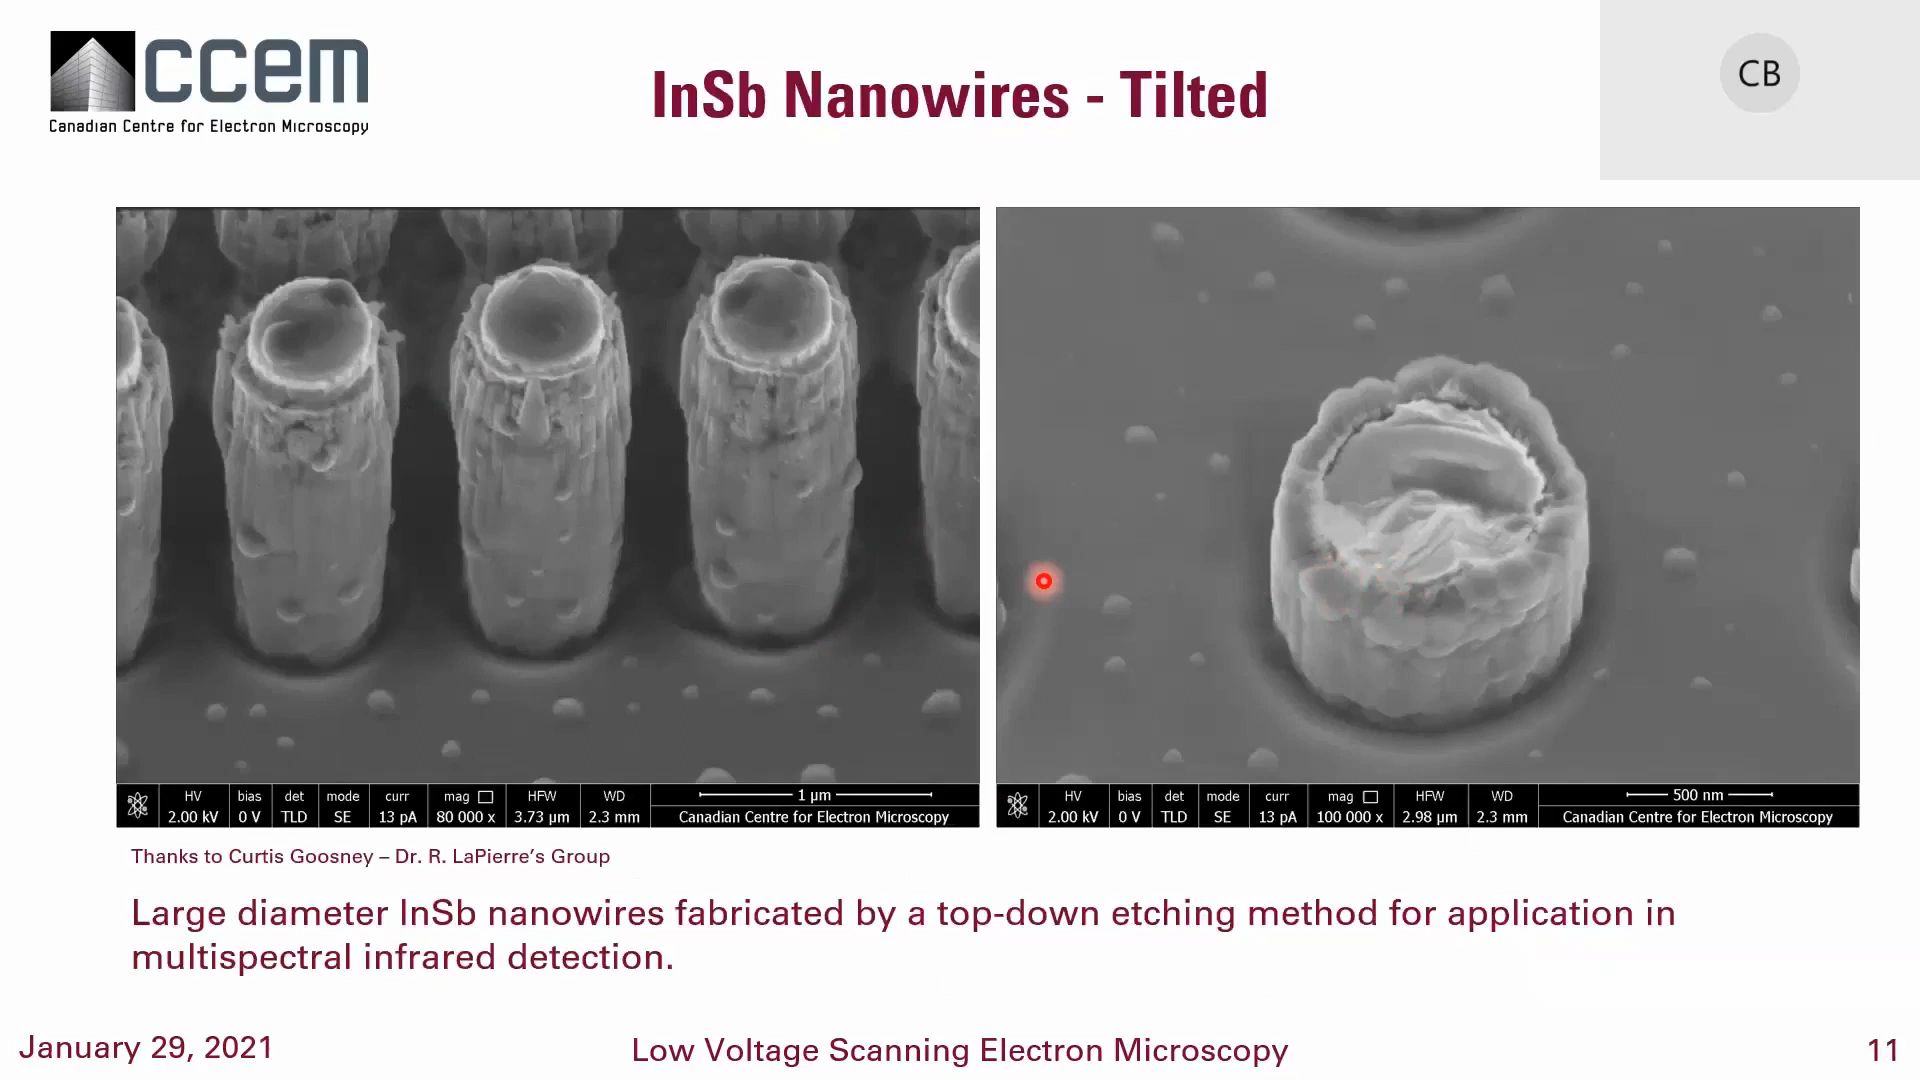 ccem
Canadian Centre for Electron Microscopy
InSb Nanowires - Tilted
CB
HV bias det mode curr mag HFW WD 1 µm
2.00 kV 0 V TLD SE 13 pA 80 000 x 3.73 µm 2.3 mm Canadian Centre for Electron Microscopy
HV bias det mode curr mag HFW WD 500 nm
2.00 kV 0 V TLD SE 13 pA 100 000 x 2.98 µm 2.3 mm Canadian Centre for Electron Microscopy
Thanks to Curtis Goosney – Dr. R. LaPierre’s Group
Large diameter InSb nanowires fabricated by a top-down etching method for application in
multispectral infrared detection.
January 29, 2021
Low Voltage Scanning Electron Microscopy
11